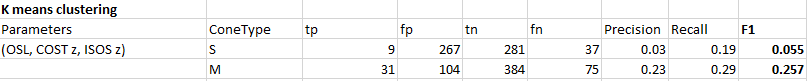 K means clustering
Parameters ConeType tp fp tn fn Precision Recall F1
(OSL, COST z, ISOS z) S 9 267 281 37 0.03 0.19 0.055
M 31 104 384 75 0.23 0.29 0.257